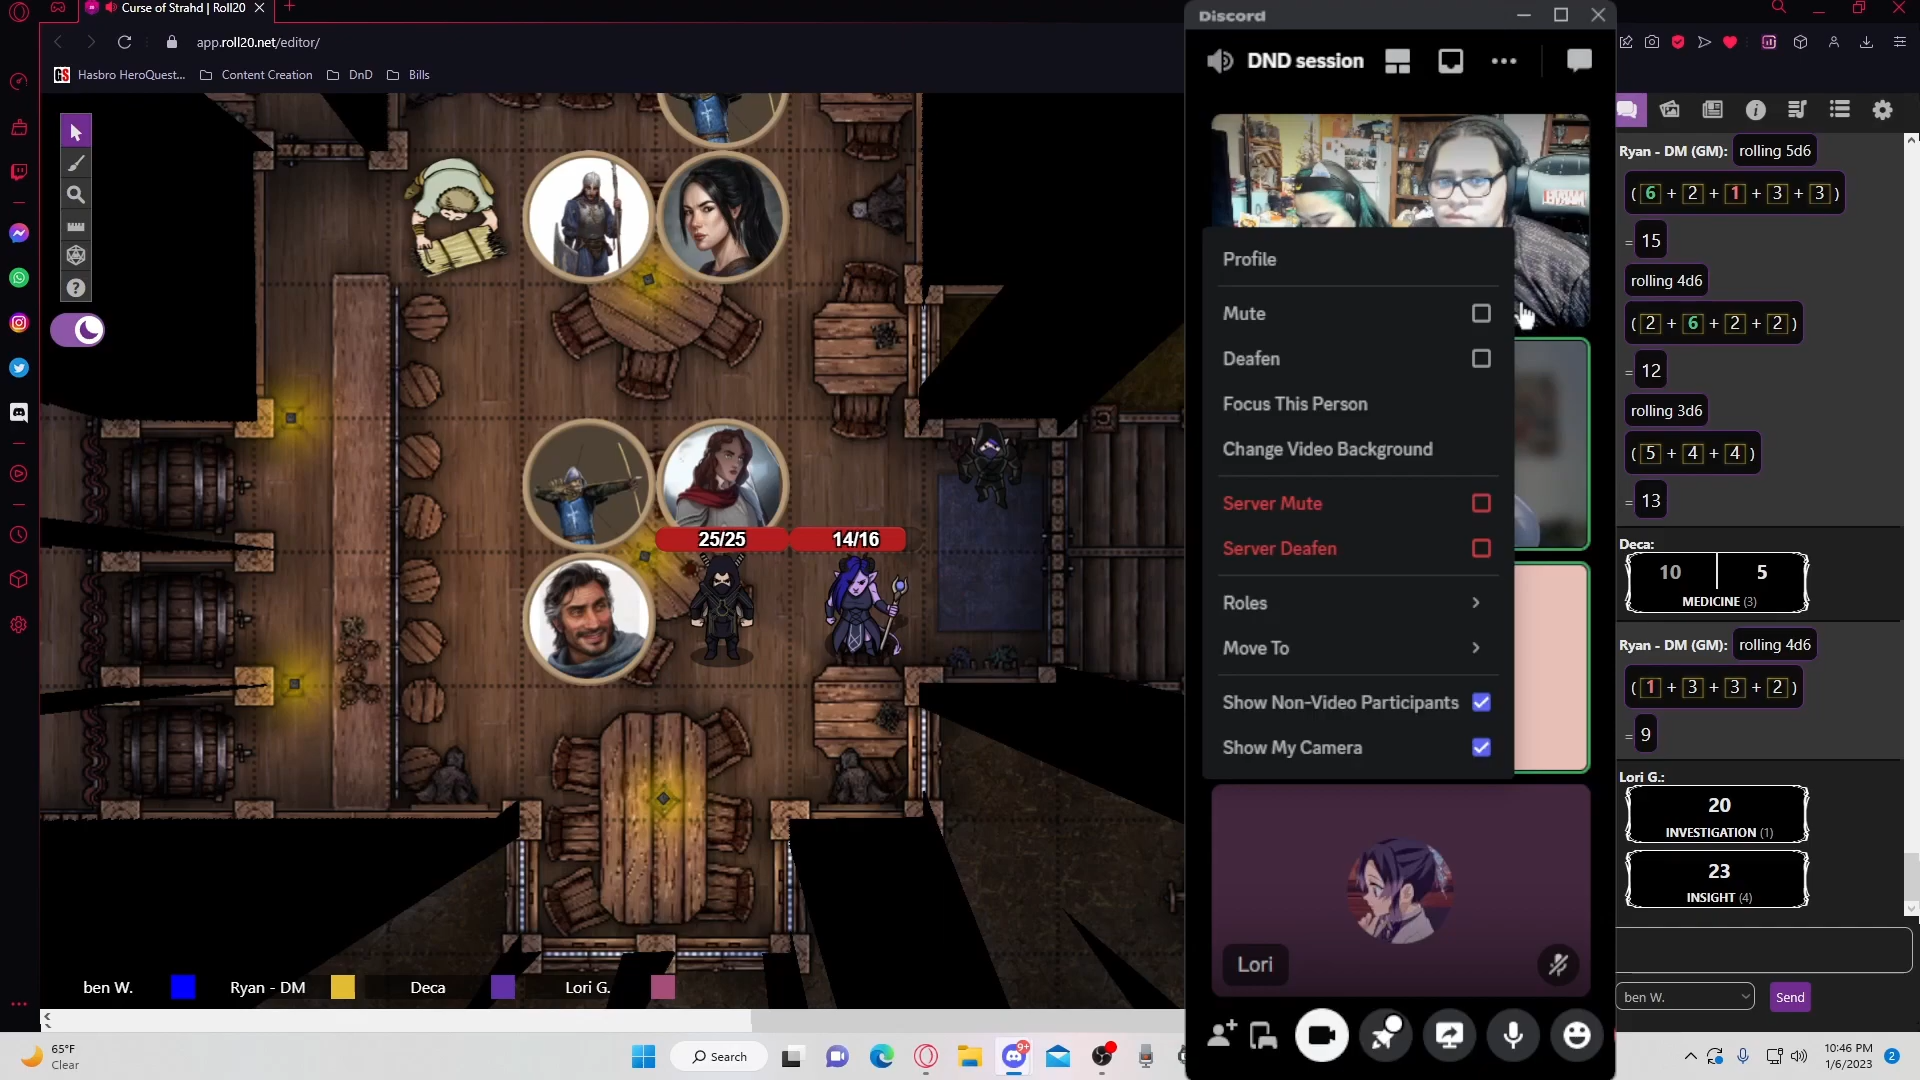 Curse of Strahd | Roll20
app.roll20.net/editor/
Hasbro HeroQuest...
Content Creation
DnD
Bills
25/25
14/16
ben W.
Ryan - DM
Deca
Lori G.
Discord
DND session
Profile
Mute
Deafen
Focus This Person
Change Video Background
Server Mute
Server Deafen
Roles
Move To
Show Non-Video Participants
Show My Camera
Lori
Ryan - DM (GM): rolling 5d6
(6+2+1+3+3)
= 15
rolling 4d6
(2+6+2+2)
= 12
rolling 3d6
(5+4+4)
= 13
Deca:
10 5
MEDICINE (3)
Ryan - DM (GM): rolling 4d6
(1+3+3+2)
= 9
Lori G.:
20
INVESTIGATION (1)
23
INSIGHT (4)
ben W.
Send
65°F
Clear
Search
9+
10:46 PM
1/6/2023
2